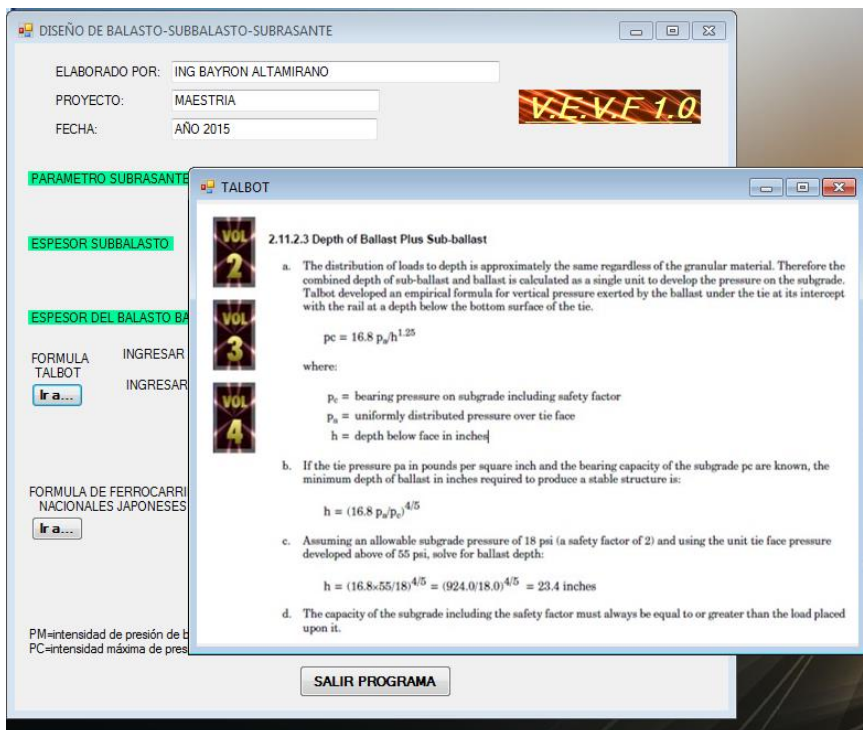 DISEÑO DE BALASTO-SUBBALASTO-SUBRASANTE
ELABORADO POR: ING BAYRON ALTAMIRANO
PROYECTO: MAESTRIA
FECHA: AÑO 2015
V.E.V.F 1.0
PARAMETRO SUBRASANTE
ESPESOR SUBBALASTO
ESPESOR DEL BALASTO BA
FORMULA TALBOT
INGRESAR
INGRESAR
Ir a...
FORMULA DE FERROCARRI
NACIONALES JAPONESES
Ir a...
PM=intensidad de presión de b
PC=intensidad máxima de pres
SALIR PROGRAMA
TALBOT
VOL 2
VOL 3
VOL 4
2.11.2.3 Depth of Ballast Plus Sub-ballast
a. The distribution of loads to depth is approximately the same regardless of the granular material. Therefore the
combined depth of sub-ballast and ballast is calculated as a single unit to develop the pressure on the subgrade.
Talbot developed an empirical formula for vertical pressure exerted by the ballast under the tie at its intercept
with the rail at a depth below the bottom surface of the tie.
pc = 16.8 pₐ/h^1.25
where:
p_c = bearing pressure on subgrade including safety factor
pₐ = uniformly distributed pressure over tie face
h = depth below face in inches
b. If the tie pressure pa in pounds per square inch and the bearing capacity of the subgrade pc are known, the
minimum depth of ballast in inches required to produce a stable structure is:
h = (16.8 pₐ/p_c)^4/5
c. Assuming an allowable subgrade pressure of 18 psi (a safety factor of 2) and using the unit tie face pressure
developed above of 55 psi, solve for ballast depth:
h = (16.8×55/18)^4/5 = (924.0/18.0)^4/5 = 23.4 inches
d. The capacity of the subgrade including the safety factor must always be equal to or greater than the load placed
upon it.